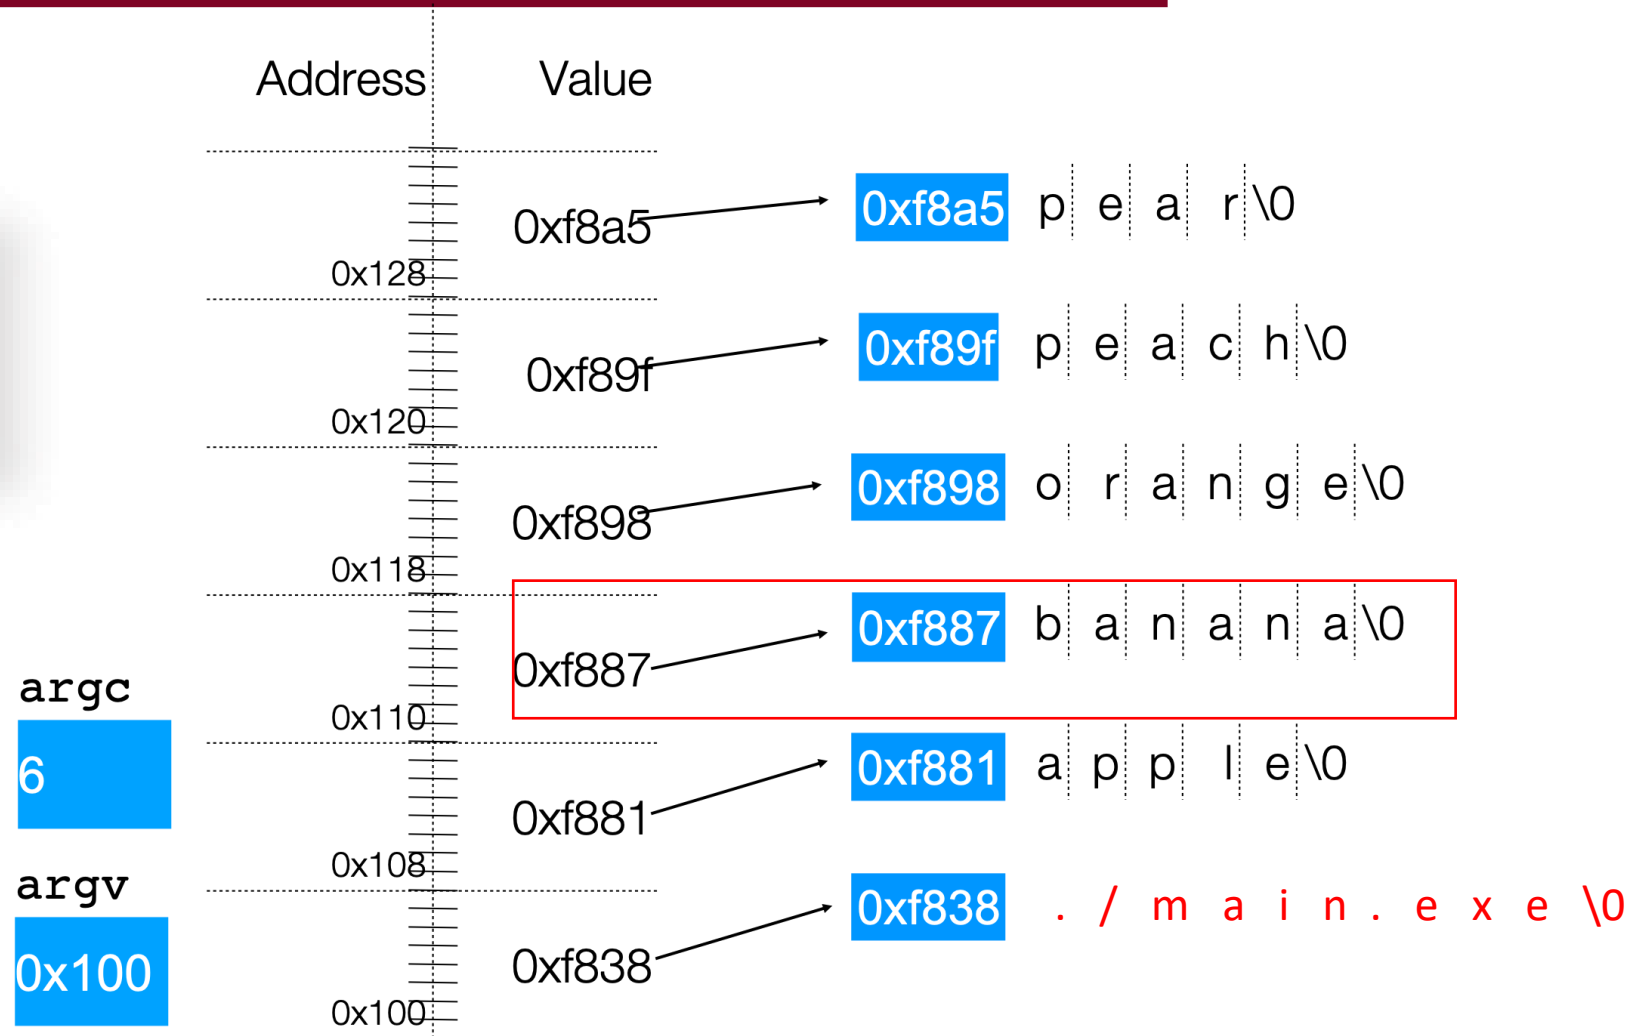 Address Value
0xf8a5 0xf8a5 p e a r \0
0x128
0xf89f 0xf89f p e a c h \0
0x120
0xf898 0xf898 o r a n g e \0
0x118
0xf887 0xf887 b a n a n a \0
argc
0x110
6
0xf881 0xf881 a p p l e \0
0x108
argv
0xf838 0xf838 . / m a i n . e x e \0
0x100
0x100